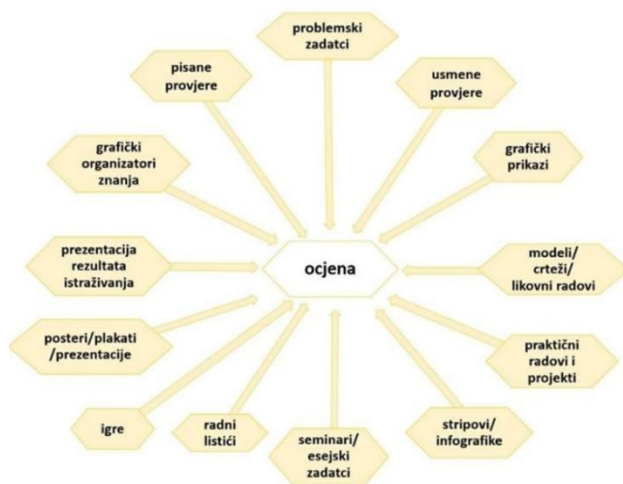 problemski
zadatci
pisane
provjere
usmene
provjere
grafički
organizatori
znanja
grafički
prikazi
prezentacija
rezultata
istraživanja
ocjena
modeli/
crteži/
likovni radovi
posteri/plakati
/prezentacije
praktični
radovi i
projekti
igre
radni
listići
seminari/
esejski
zadatci
stripovi/
infografike